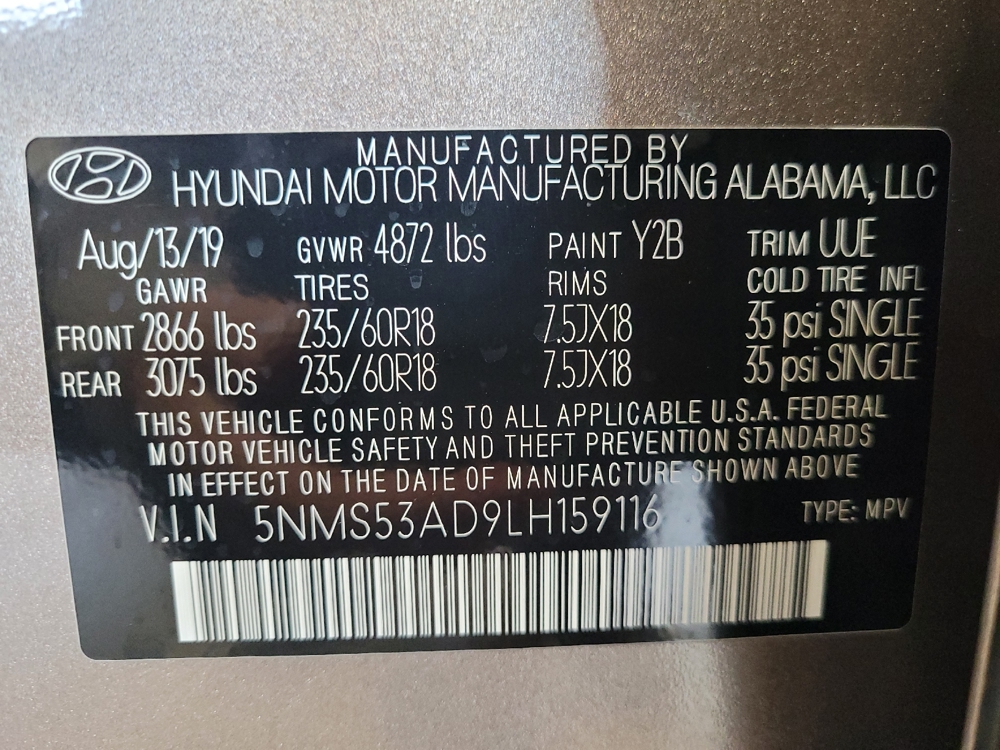 MANUFACTURED BY
HYUNDAI MOTOR MANUFACTURING ALABAMA, LLC
Aug/13/19 GVWR 4872 lbs PAINT Y2B TRIM UUE
GAWR TIRES RIMS COLD TIRE INFL
FRONT 2866 lbs 235/60R18 7.5JX18 35 psi SINGLE
REAR 3075 lbs 235/60R18 7.5JX18 35 psi SINGLE
THIS VEHICLE CONFORMS TO ALL APPLICABLE U.S.A. FEDERAL
MOTOR VEHICLE SAFETY AND THEFT PREVENTION STANDARDS
IN EFFECT ON THE DATE OF MANUFACTURE SHOWN ABOVE
V.I.N 5NMS53AD9LH159116 TYPE: MPV